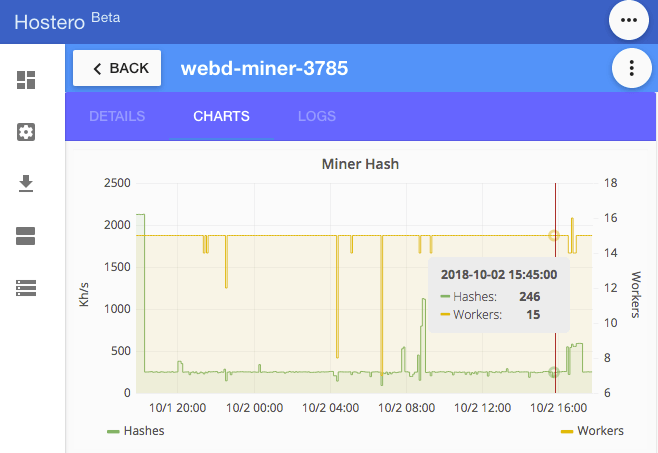 Hostero Beta
BACK
webd-miner-3785
DETAILS CHARTS LOGS
Miner Hash
2500 18
2000 16
14
1500
12
1000 10
500 8
0 6
Kh/s
Workers
2018-10-02 15:45:00
Hashes: 246
Workers: 15
10/1 20:00 10/2 00:00 10/2 04:00 10/2 08:00 10/2 12:00 10/2 16:00
Hashes Workers